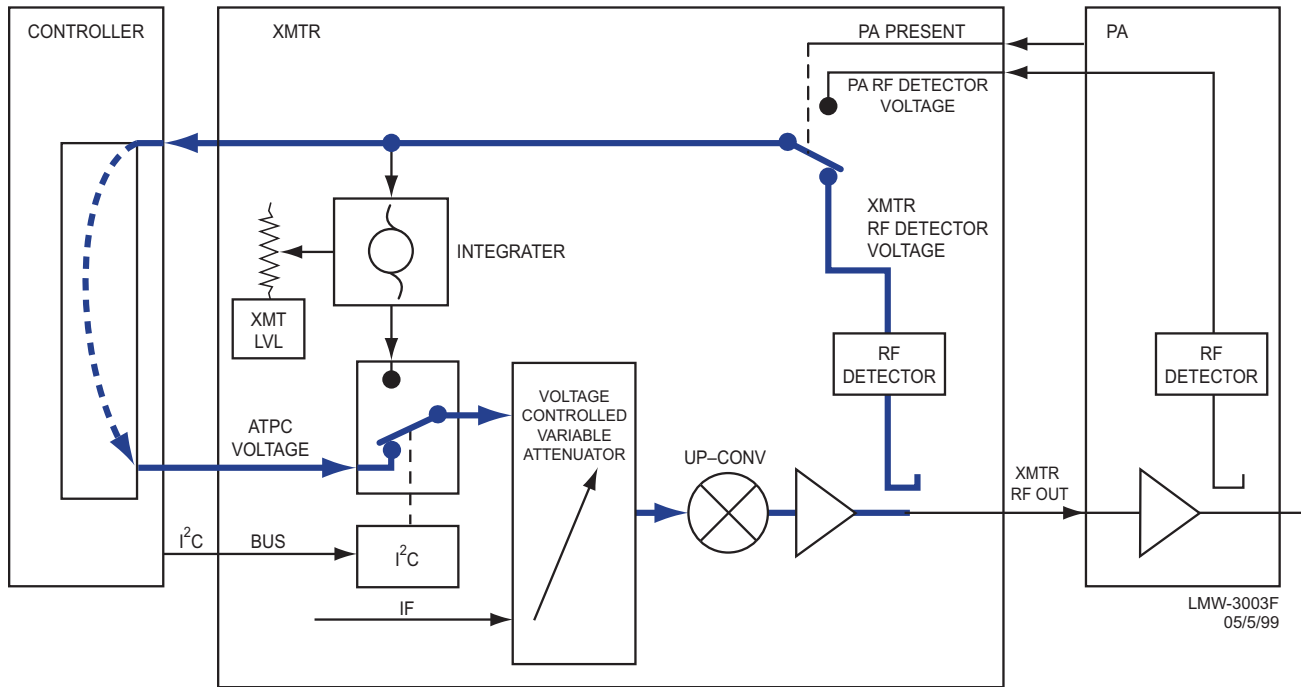 CONTROLLER
XMTR
PA PRESENT
PA
PA RF DETECTOR
VOLTAGE
XMTR
RF DETECTOR
VOLTAGE
INTEGRATER
XMT
LVL
RF
DETECTOR
RF
DETECTOR
ATPC
VOLTAGE
VOLTAGE
CONTROLLED
VARIABLE
ATTENUATOR
UP–CONV
XMTR
RF OUT
I²C BUS
I²C
IF
LMW-3003F
05/5/99